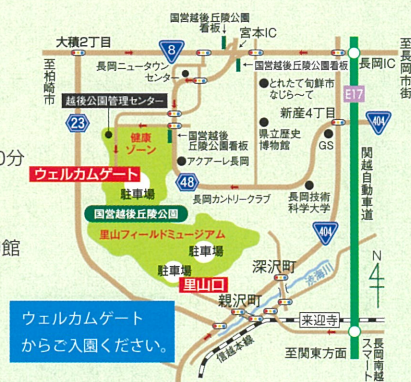 国営越後丘陵公園
看板
宮本IC
大積2丁目
8
至柏崎市
長岡ニュータウン
センター
国営越後丘陵公園看板
長岡IC
至長岡市街
越後公園管理センター
とれたて旬鮮市
なじら〜て
E17
23
健康
ゾーン
国営越後
丘陵公園
看板
新産4丁目
404
県立歴史
博物館
GS
0分
アクアーレ長岡
ウェルカムゲート
駐車場
48
長岡カントリークラブ
長岡技術
科学大学
関越自動車道
国営越後丘陵公園
里山フィールドミュージアム
404
館
駐車場
深沢町
渋海川
N
4
駐車場
里山口
親沢町
ウェルカムゲート
からご入園ください。
来迎寺
信越本線
至関東方面
長岡南越
スマート